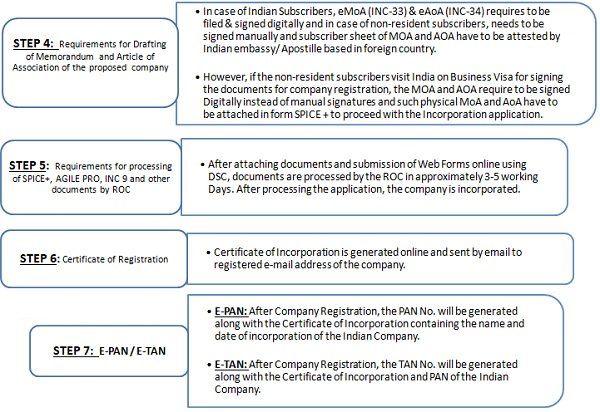 STEP 4: Requirements for Drafting
of Memorandum and Article of
Association of the proposed company
• In case of Indian Subscribers, eMoA (INC-33) & eAoA (INC-34) requires to be
filed & signed digitally and in case of non-resident subscribers, needs to
signed manually and subscriber sheet of MOA and AOA have to be attested by
Indian embassy/ Apostille based in foreign country.
• However, if the non-resident subscribers visit India on Business Visa for signing
the documents for company registration, the MOA and AOA require to be signed
Digitally instead of manual signatures and such physical MoA and AoA have to
be attached in form SPICE + to proceed with the Incorporation application.
STEP 5: Requirements for processing
of SPICE+, AGILE PRO, INC 9 and other
documents by ROC
• After attaching documents and submission of Web Forms online using
DSC, documents are processed by the ROC in approximately 3-5 working
Days. After processing the application, the company is incorporated.
STEP 6: Certificate of Registration
• Certificate of Incorporation is generated online and sent by email to
registered e-mail address of the company.
STEP 7: E-PAN / E-TAN
• E-PAN: After Company Registration, the PAN No. will be generated
along with the Certificate of Incorporation containing the name and
date of incorporation of the Indian Company.
• E-TAN: After Company Registration, the TAN No. will be generated
along with the Certificate of Incorporation and PAN of the Indian
Company.